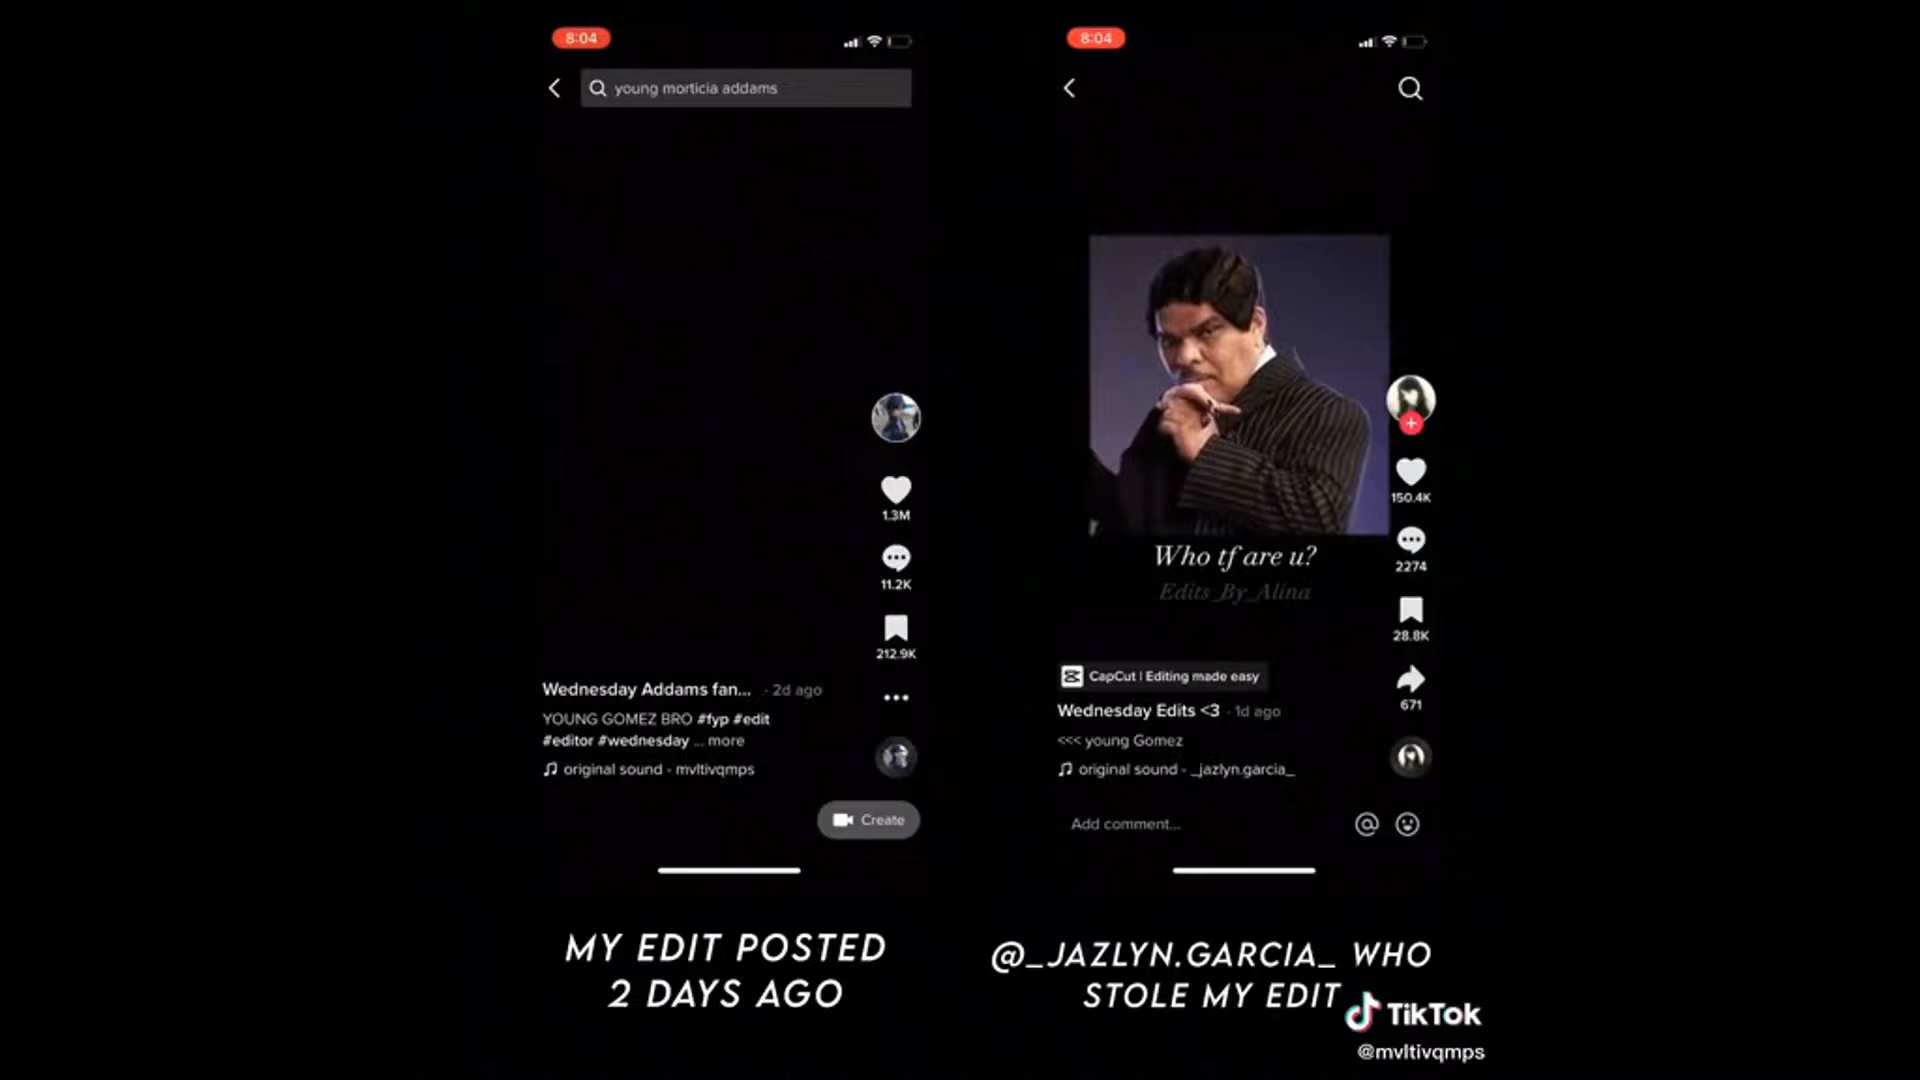 8:04
young morticia addams
1.3M
11.2K
212.9K
Wednesday Addams fan... · 2d ago
YOUNG GOMEZ BRO #fyp #edit
#editor #wednesday ... more
original sound - mvltivqmps
Create
MY EDIT POSTED
2 DAYS AGO
8:04
Who tf are u?
Edits_By_Alina
150.4K
2274
28.8K
671
CapCut | Editing made easy
Wednesday Edits <3 · 1d ago
<<< young Gomez
original sound - _jazlyn.garcia_
Add comment...
@_JAZLYN.GARCIA_ WHO
STOLE MY EDIT
TikTok
@mvltivqmps